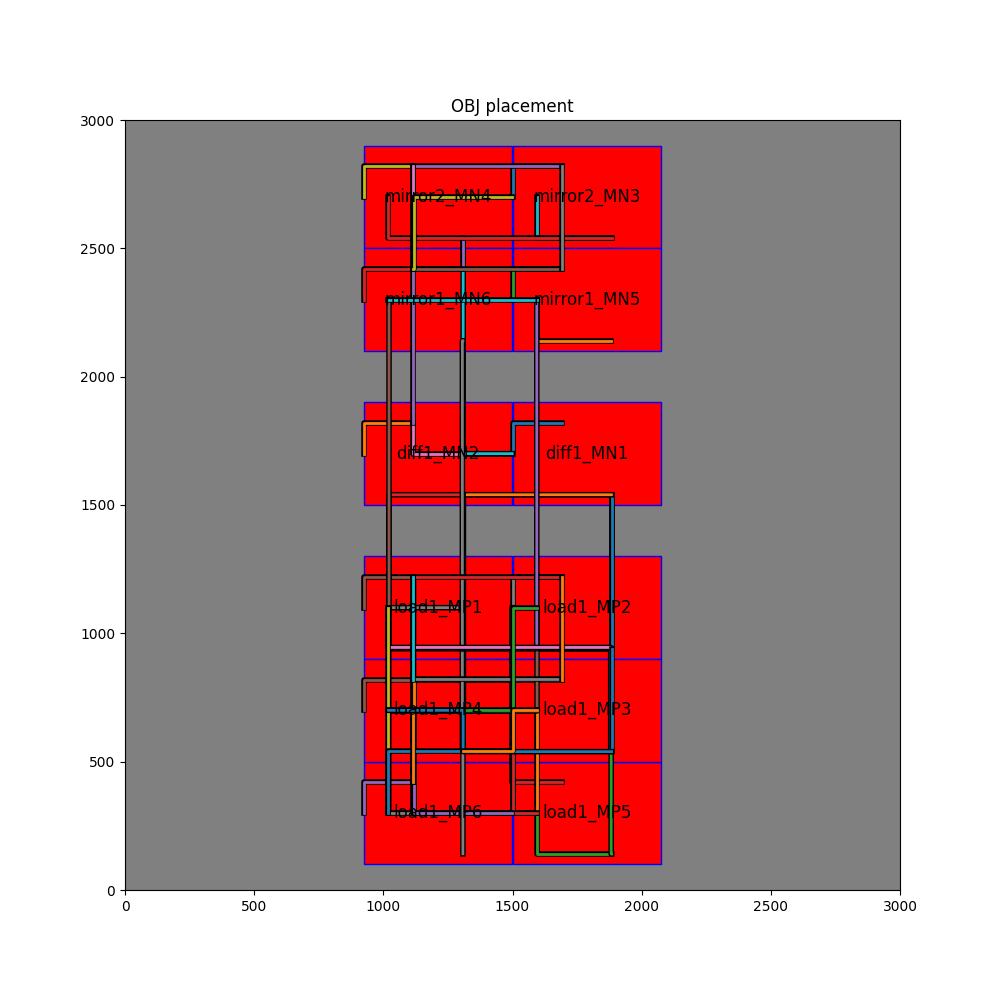 OBJ placement
3000
mirror2_MN4 mirror2_MN3
2500
mirror1_MN6 mirror1_MN5
2000
diff1_MN2 diff1_MN1
1500
load1_MP1 load1_MP2
1000
load1_MP4 load1_MP3
500
load1_MP6 load1_MP5
0
0 500 1000 1500 2000 2500 3000